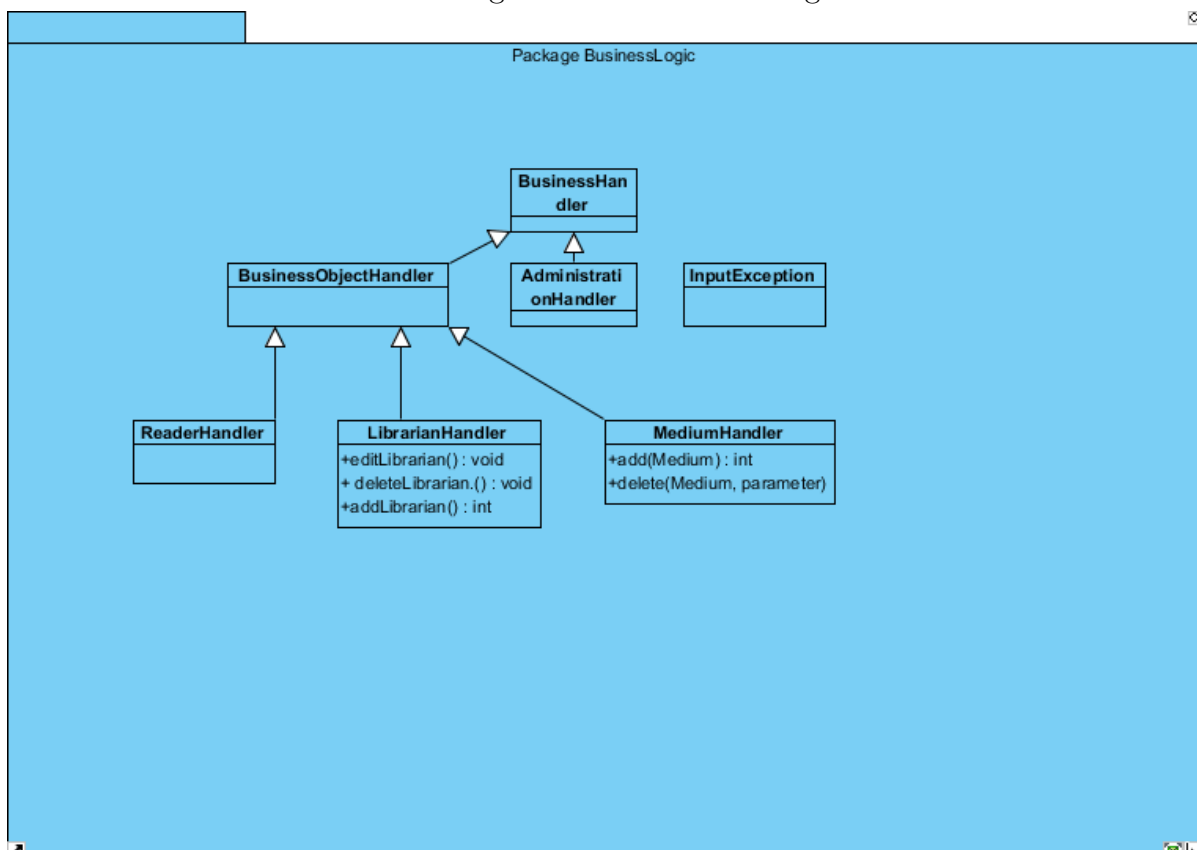 Package BusinessLogic
BusinessHan
dler
BusinessObjectHandler
Administrati
onHandler
InputException
ReaderHandler
LibrarianHandler
+editLibrarian() : void
+ deleteLibrarian.() : void
+addLibrarian() : int
MediumHandler
+add(Medium) : int
+delete(Medium, parameter)